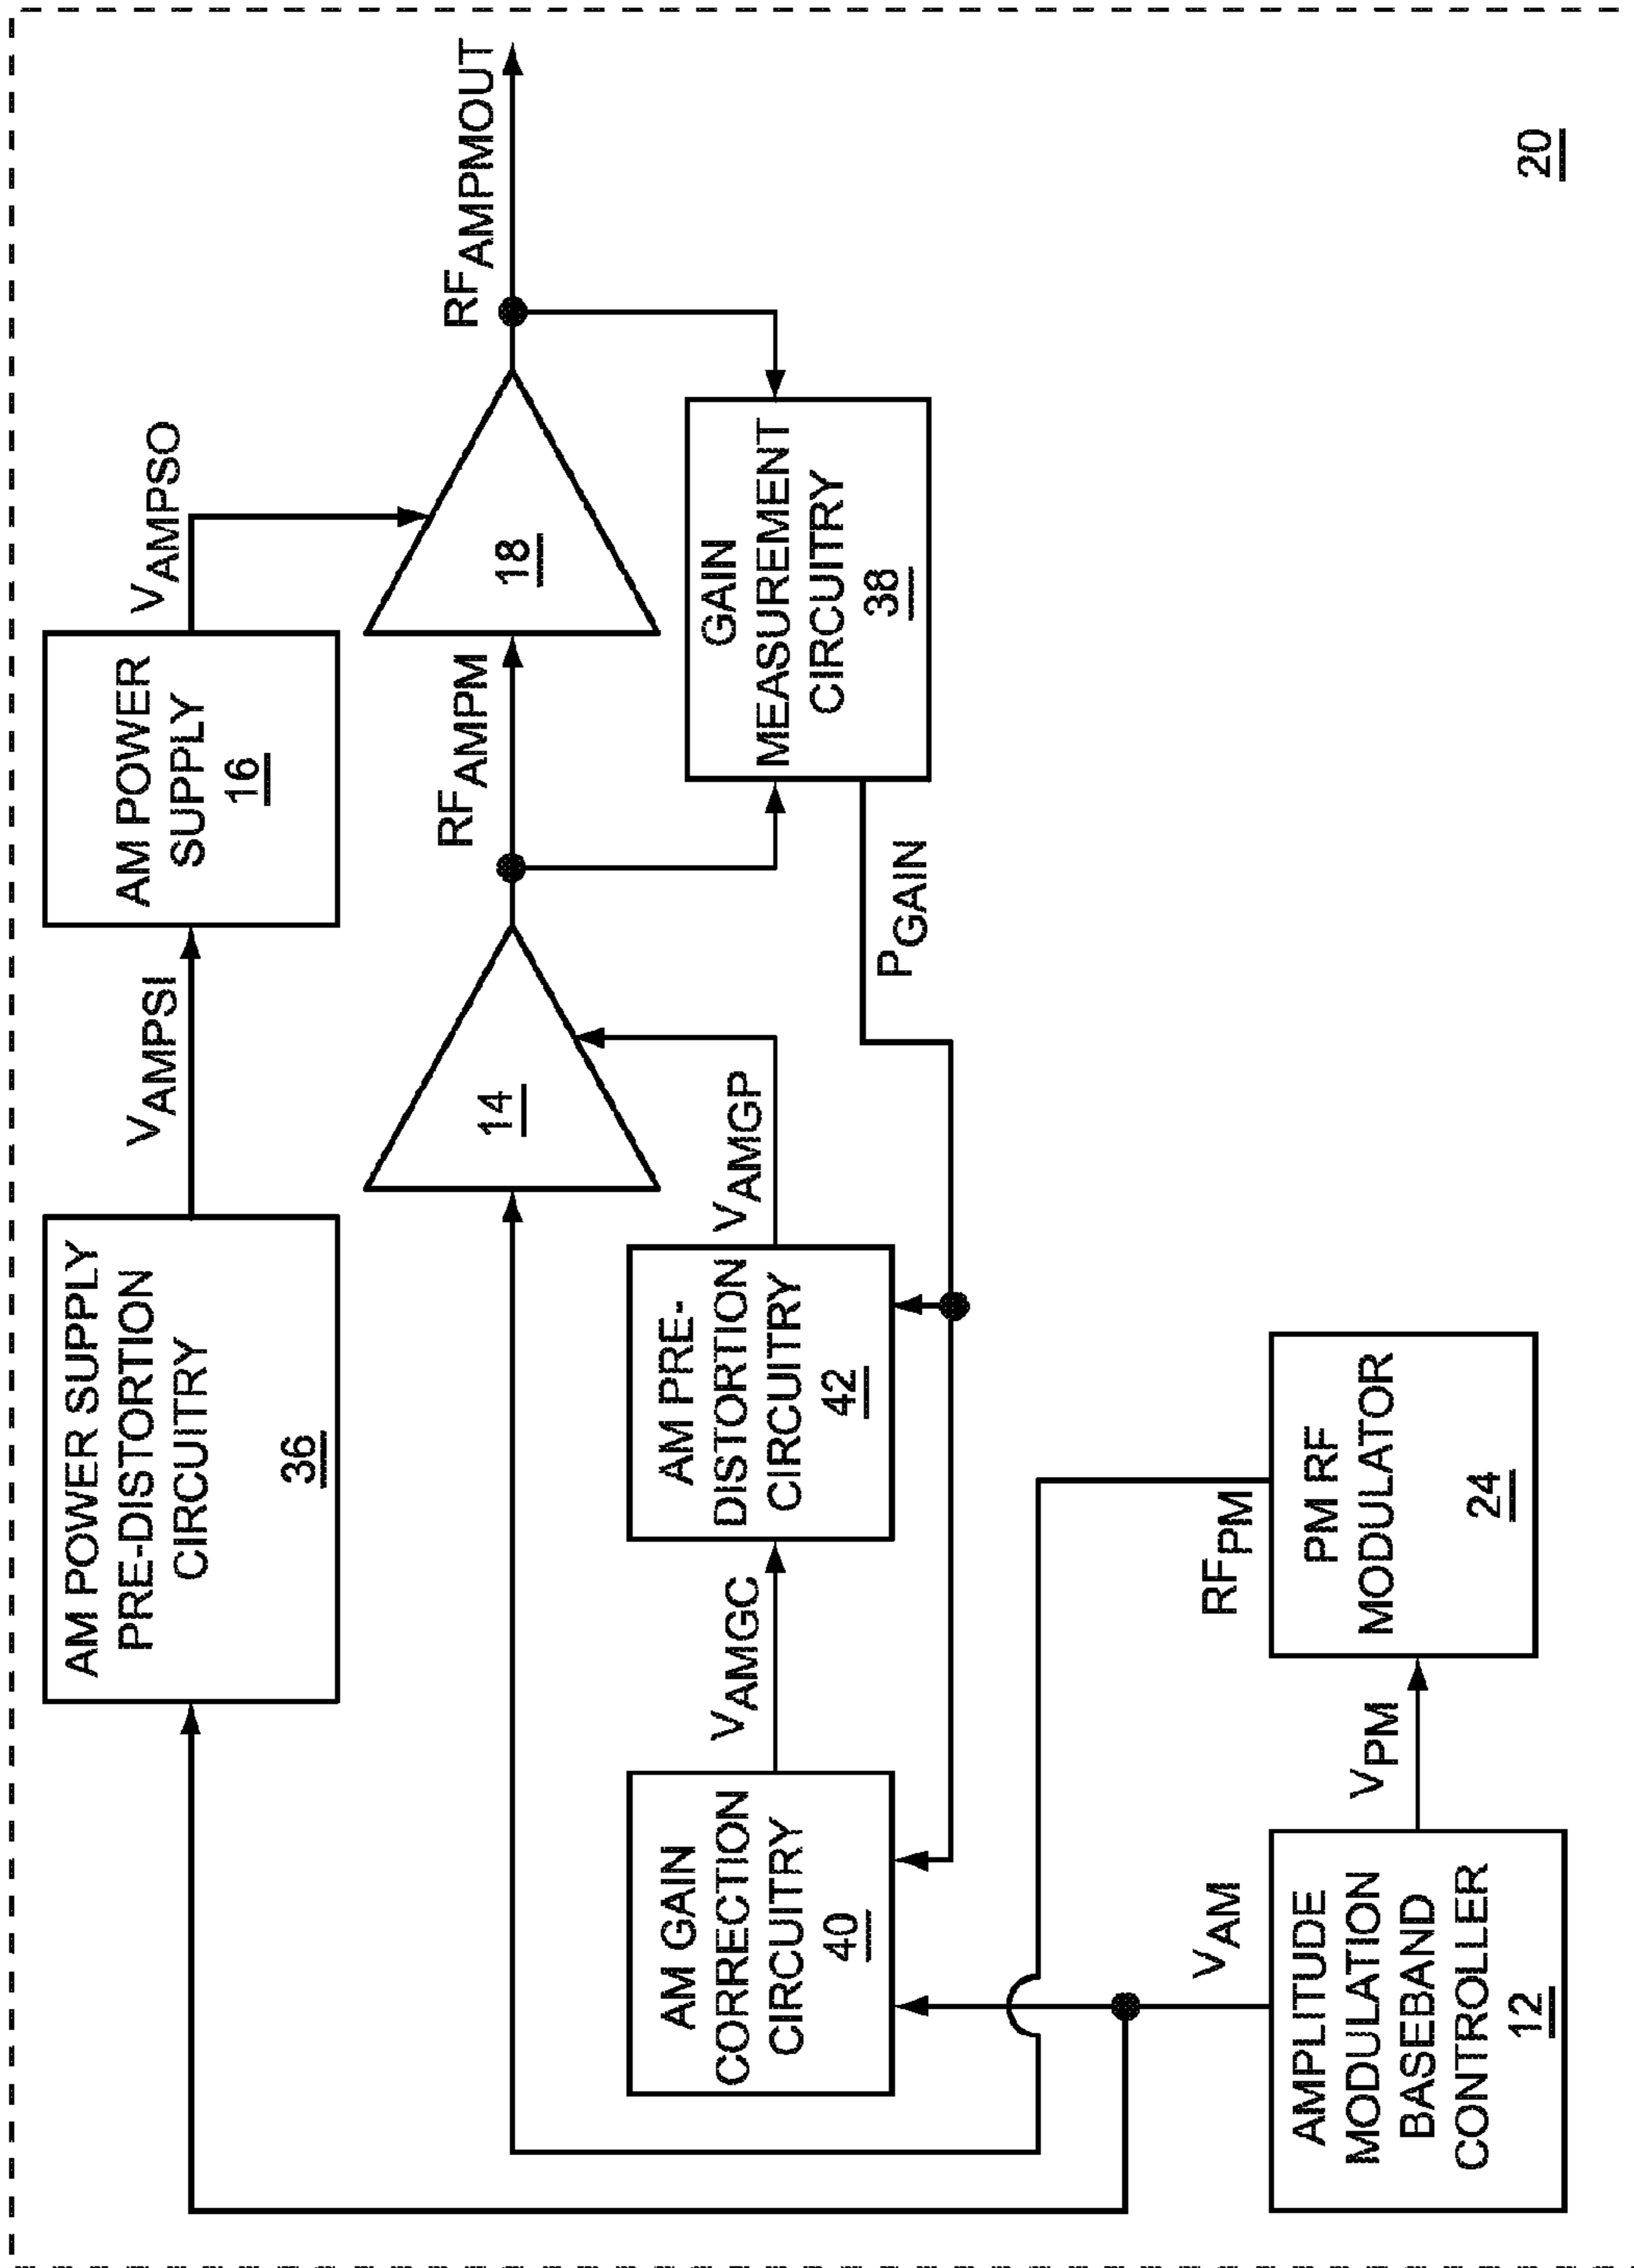 AM POWER SUPPLY
PRE-DISTORTION
CIRCUITRY
36
VAMPSI
AM POWER
SUPPLY
16
VAMPSO
14
RFAMPM
18
RFAMPMOUT
AM GAIN
CORRECTION
CIRCUITRY
40
VAMGC
AM PRE-
DISTORTION
CIRCUITRY
42
VAMGP
GAIN
MEASUREMENT
CIRCUITRY
38
PGAIN
VAM
RFPM
AMPLITUDE
MODULATION
BASEBAND
CONTROLLER
12
VPM
PM RF
MODULATOR
24
20